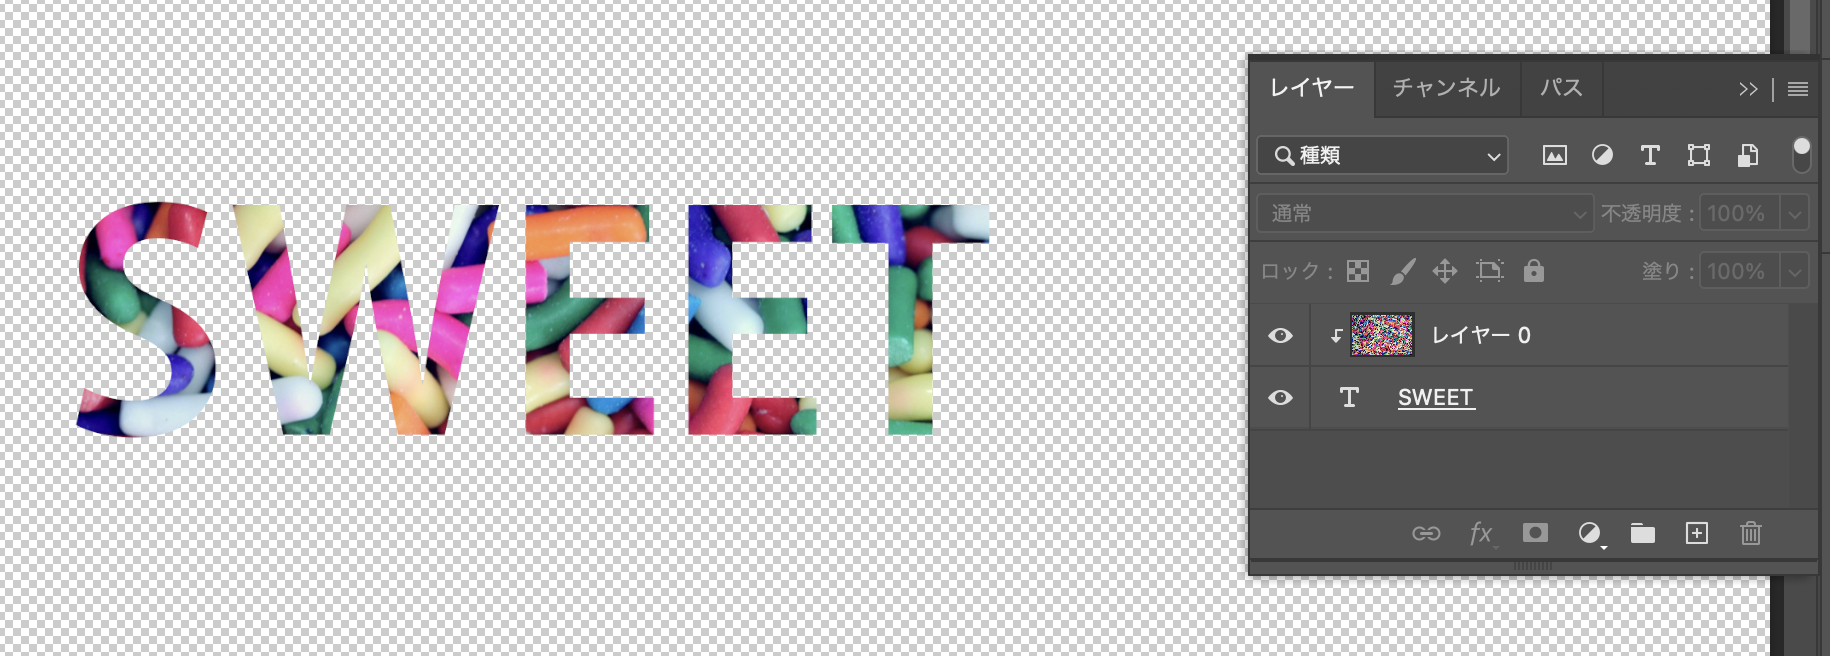 SWEET
レイヤー
チャンネル
パス
種類
通常
不透明度 : 100%
ロック :
塗り : 100%
レイヤー 0
T SWEET
fx